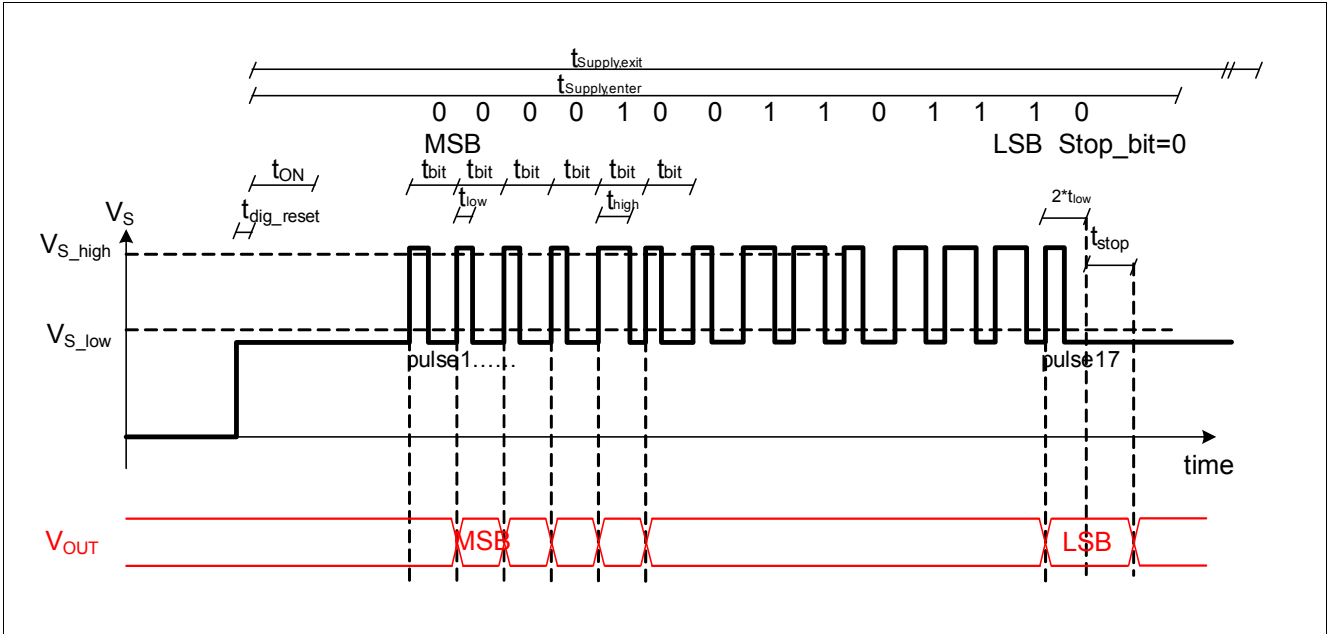 tSupply,exit
tSupply,enter
0 0 0 0 1 0 0 1 1 0 1 1 1 0
MSB LSB Stop_bit=0
tON tbit tbit tbit tbit tbit tbit
tlow thigh 2*tlow
VS tdig_reset tstop
VS_high
VS_low
pulse1...... pulse17
time
VOUT MSB LSB